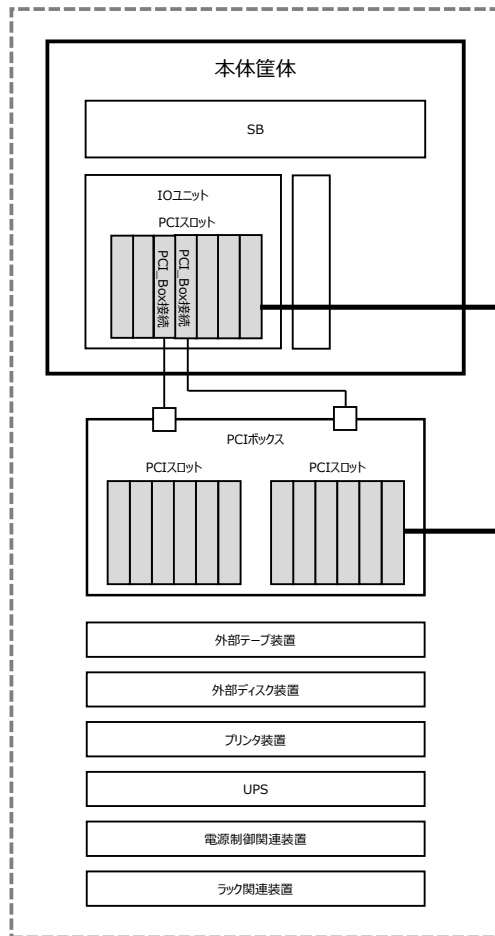 本体筐体
SB
IOユニット
PCIスロット
PCI_Box接続
PCI_Box接続
PCIボックス
PCIスロット
PCIスロット
外部テープ装置
外部ディスク装置
プリンタ装置
UPS
電源制御関連装置
ラック関連装置